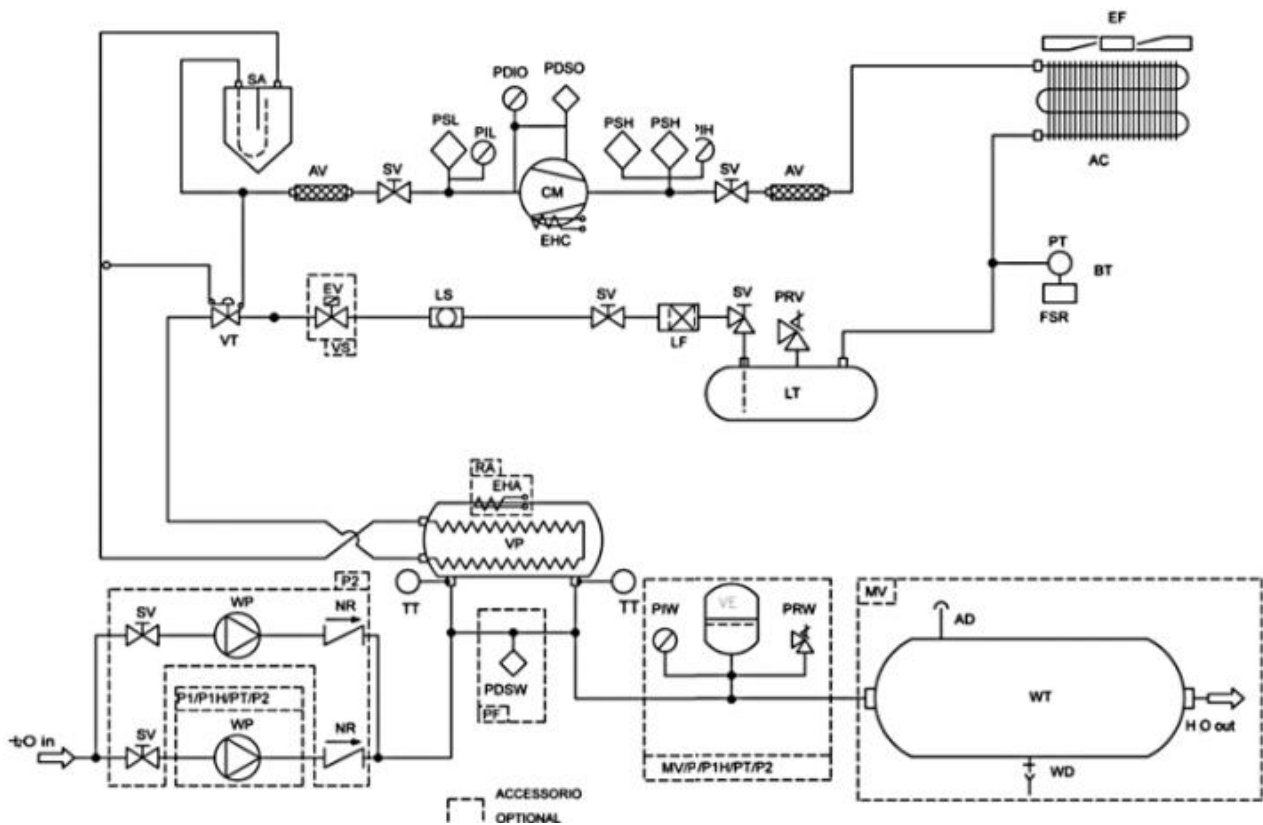 EF
SA
PDIO PDSO
PSL PIL PSH PSH PIH
AV SV CM SV AV AC
EHC
PT
BT
FSR
EV LS SV SV PRV
VT VS LF
LT
RA
EHA
VP
P2
SV WP NR TT TT
PIW VE PRW
MV
AD
PDSW
PF
P1/P1H/PT/P2
SV WP NR
WT
O in
H O out
MV/P/P1H/PT/P2
WD
ACCESSORIO
OPTIONAL